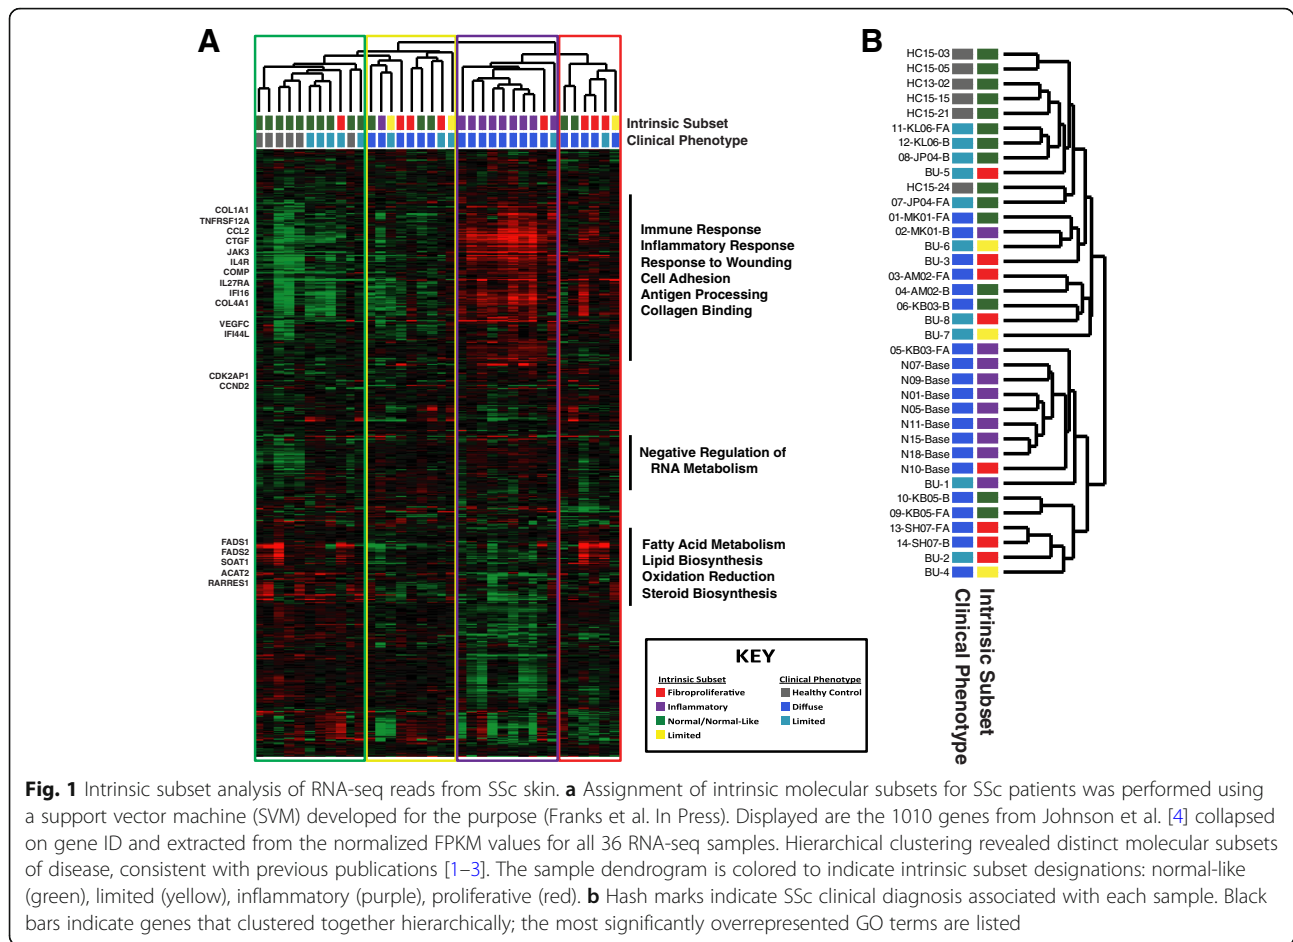 A
Intrinsic Subset
Clinical Phenotype
COL1A1
TNFRSF12A
CCL2
CTGF
JAK3
IL4R
COMP
IL27RA
IFI16
COL4A1
VEGFC
IFI44L
CDK2AP1
CCND2
FADS1
FADS2
SOAT1
ACAT2
RARRES1
Immune Response
Inflammatory Response
Response to Wounding
Cell Adhesion
Antigen Processing
Collagen Binding
Negative Regulation of
RNA Metabolism
Fatty Acid Metabolism
Lipid Biosynthesis
Oxidation Reduction
Steroid Biosynthesis
KEY
Intrinsic Subset
Fibroproliferative
Inflammatory
Normal/Normal-Like
Limited
Clinical Phenotype
Healthy Control
Diffuse
Limited
B
HC15-03
HC15-05
HC13-02
HC15-15
HC15-21
11-KL06-FA
12-KL06-B
08-JP04-B
BU-5
HC15-24
07-JP04-FA
01-MK01-FA
02-MK01-B
BU-6
BU-3
03-AM02-FA
04-AM02-B
06-KB03-B
BU-8
BU-7
05-KB03-FA
N07-Base
N09-Base
N01-Base
N05-Base
N11-Base
N15-Base
N18-Base
N10-Base
BU-1
10-KB05-B
09-KB05-FA
13-SH07-FA
14-SH07-B
BU-2
BU-4
Clinical Phenotype
Intrinsic Subset
Fig. 1 Intrinsic subset analysis of RNA-seq reads from SSc skin. a Assignment of intrinsic molecular subsets for SSc patients was performed using
a support vector machine (SVM) developed for the purpose (Franks et al. In Press). Displayed are the 1010 genes from Johnson et al. [4] collapsed
on gene ID and extracted from the normalized FPKM values for all 36 RNA-seq samples. Hierarchical clustering revealed distinct molecular subsets
of disease, consistent with previous publications [1–3]. The sample dendrogram is colored to indicate intrinsic subset designations: normal-like
(green), limited (yellow), inflammatory (purple), proliferative (red). b Hash marks indicate SSc clinical diagnosis associated with each sample. Black
bars indicate genes that clustered together hierarchically; the most significantly overrepresented GO terms are listed